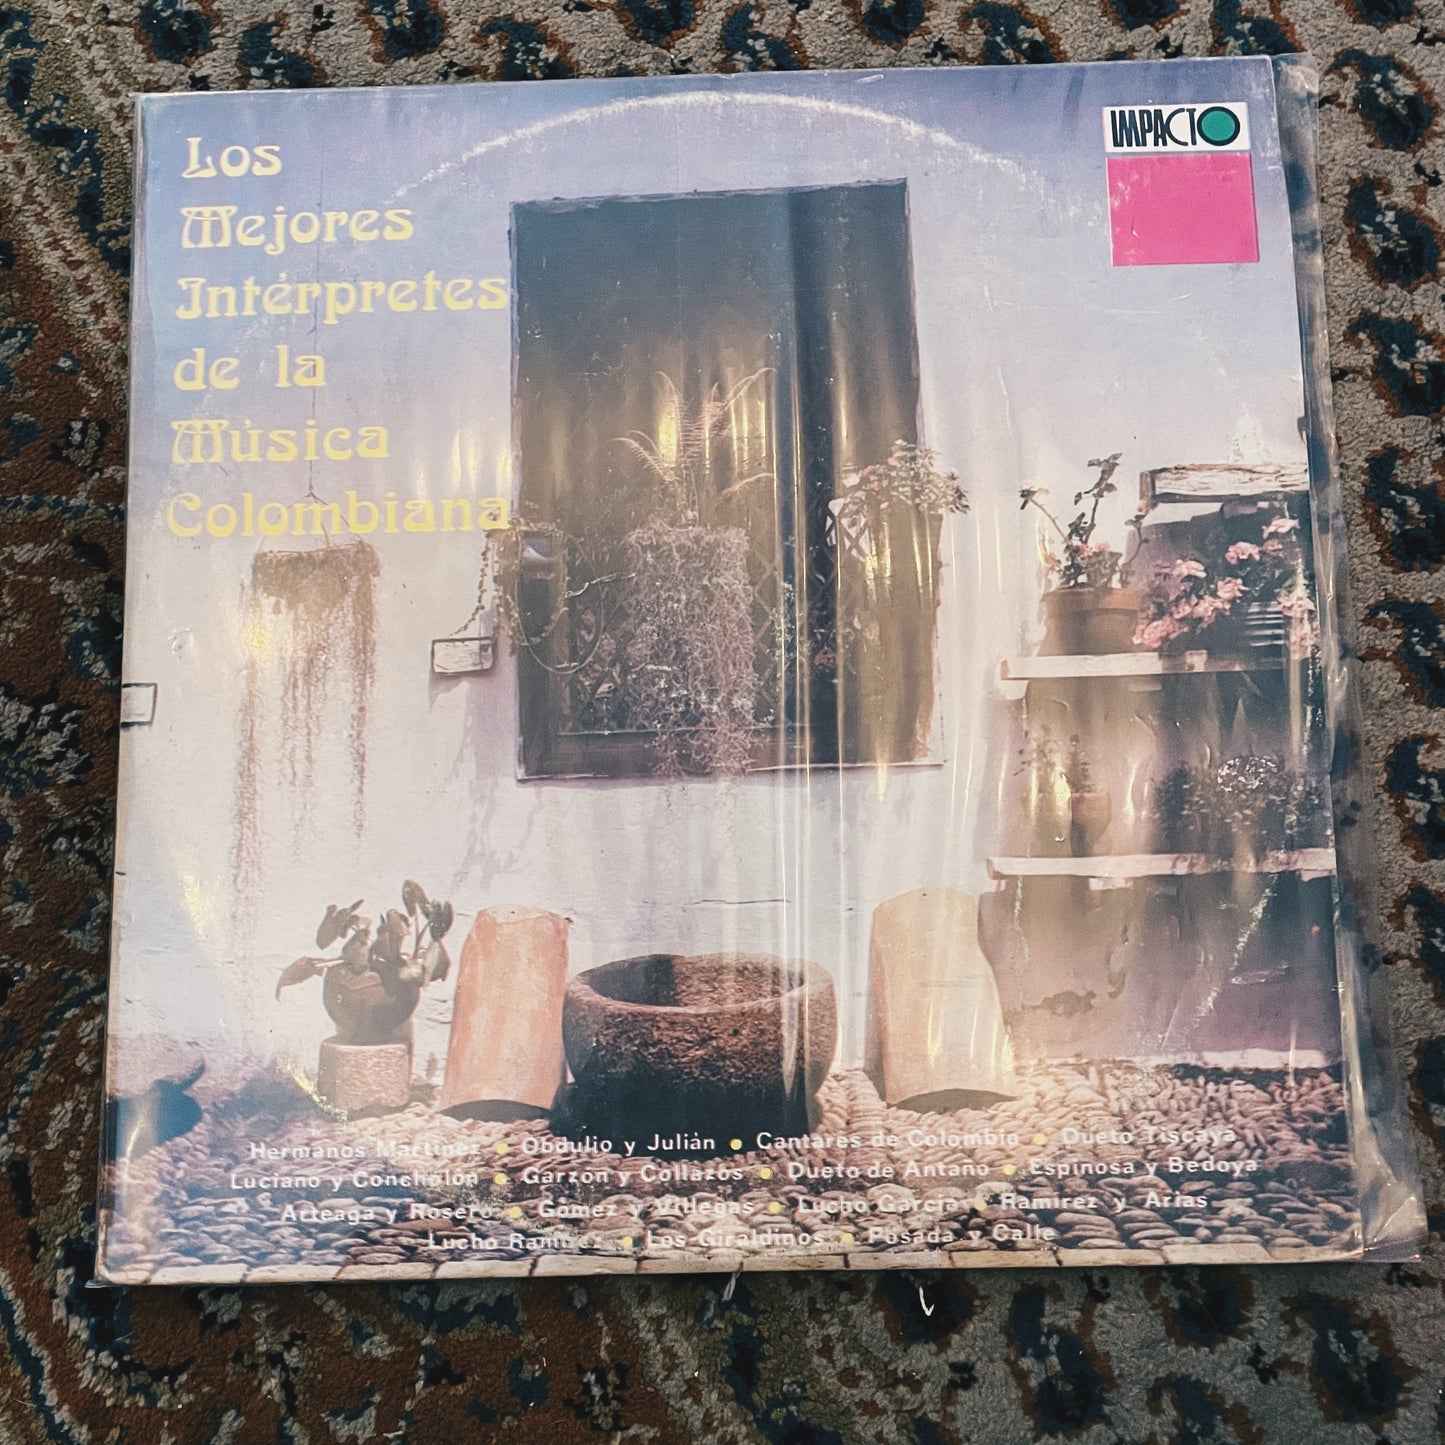 Los
Mejores
Intérpretes
de la
Música
Colombiana
IMPACTO
Hermanos Martínez • Obdulio y Julián • Cantares de Colombia • Dueto Tiscayá
Luciano y Concholón • Garzón y Collazos • Dueto de Antaño • Espinosa y Bedoya
Arteaga y Rosero • Gómez y Villegas • Lucho García • Ramírez y Arias
Lucho Ramírez • Los Giraldinos • Posada y Calle